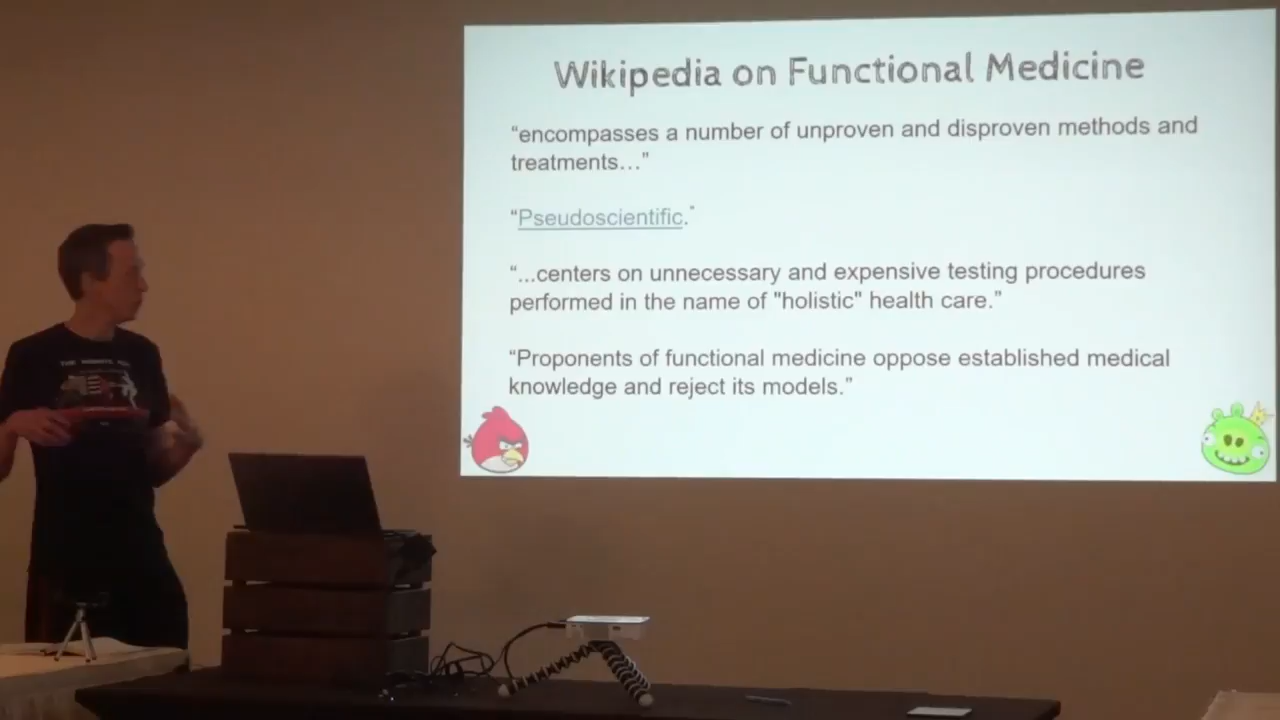 Wikipedia on Functional Medicine
“encompasses a number of unproven and disproven methods and
treatments...”
“Pseudoscientific.”
“...centers on unnecessary and expensive testing procedures
performed in the name of "holistic" health care.”
“Proponents of functional medicine oppose established medical
knowledge and reject its models.”